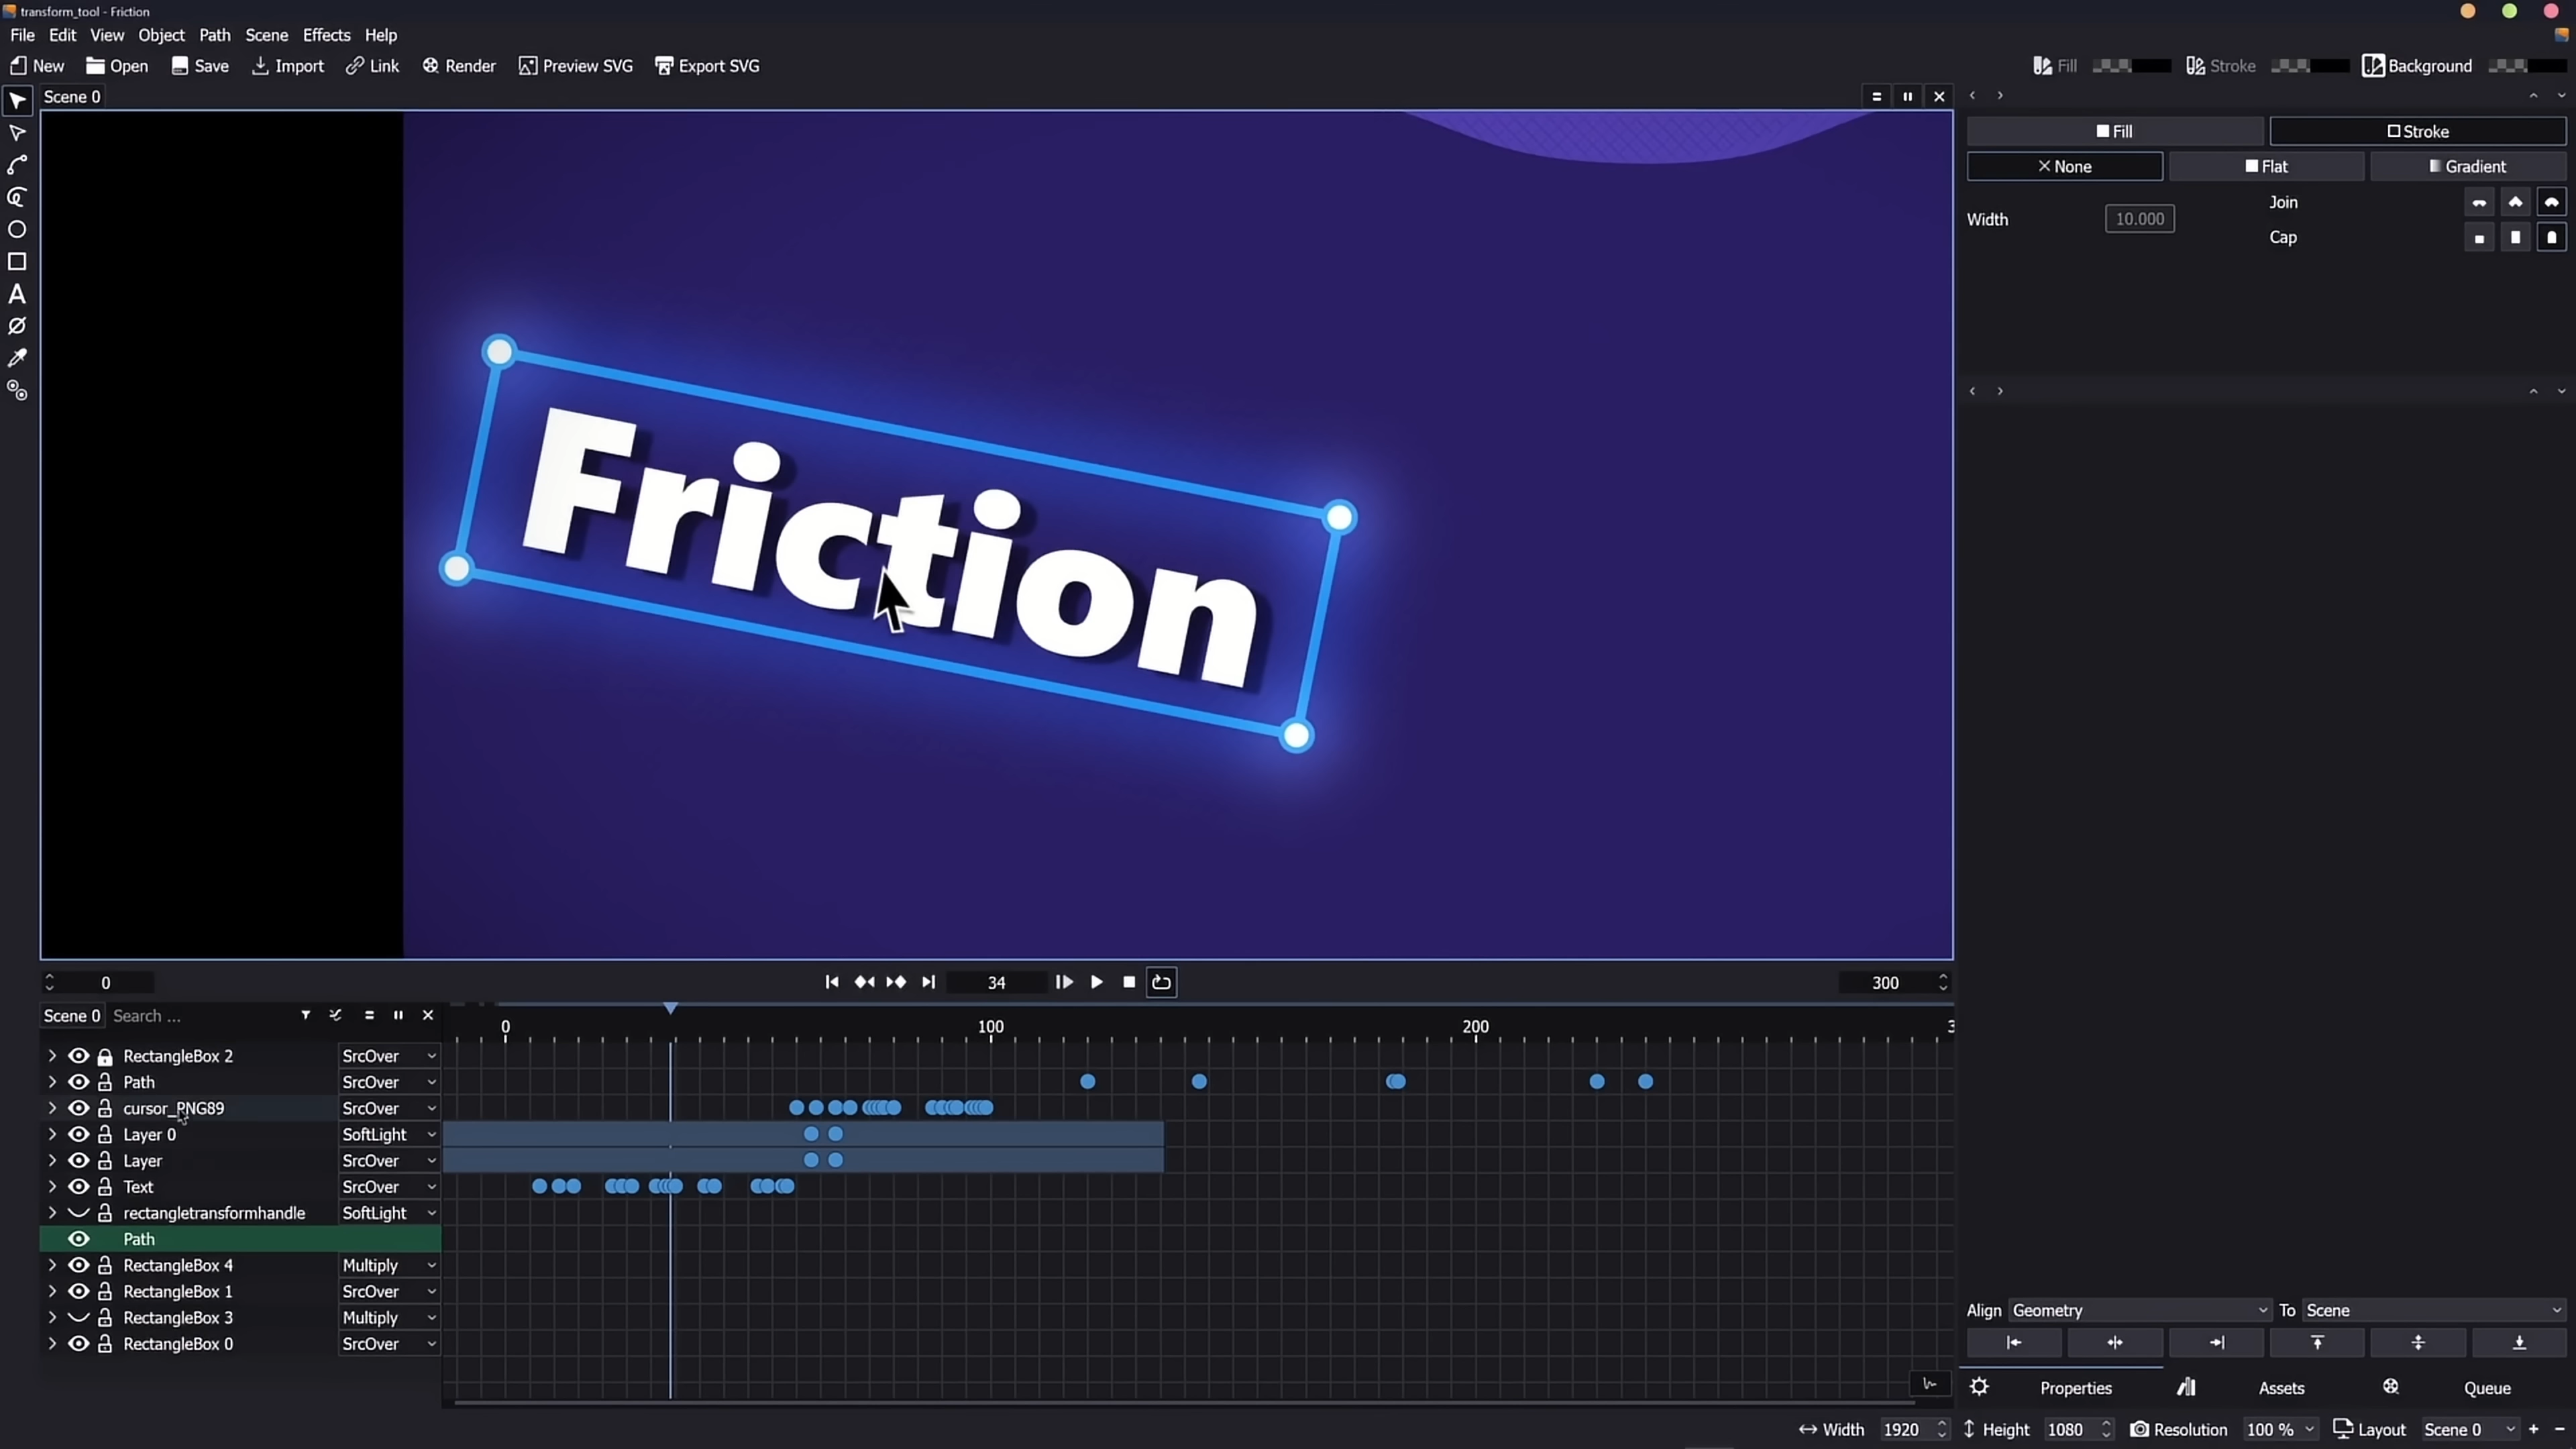 transform_tool - Friction
File Edit View Object Path Scene Effects Help
New Open Save Import Link Render Preview SVG Export SVG Fill Stroke Background
Scene 0
Fill Stroke
None Flat Gradient
Width 10.000 Join
Cap
Friction
0 34 300
Scene 0 Search ...
0 100 200 3
RectangleBox 2 SrcOver
Path SrcOver
cursor_PNG89 SrcOver
Layer 0 SoftLight
Layer SrcOver
Text SrcOver
rectangletransformhandle SoftLight
Path
RectangleBox 4 Multiply
RectangleBox 1 SrcOver
RectangleBox 3 Multiply
RectangleBox 0 SrcOver
Align Geometry To Scene
Properties Assets Queue
Width 1920 Height 1080 Resolution 100 % Layout Scene 0